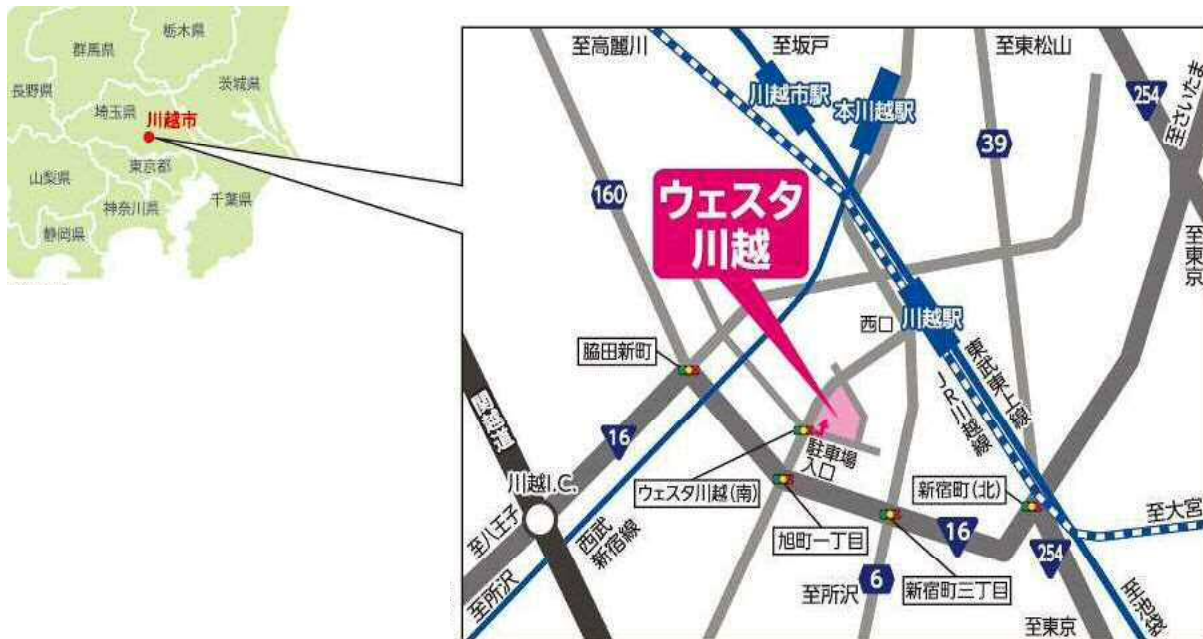 栃木県
群馬県
長野県
茨城県
埼玉県
川越市
東京都
山梨県
千葉県
神奈川県
静岡県
至高麗川
至坂戸
至東松山
254
至さいたま
川越市駅
本川越駅
39
160
ウェスタ
川越
至東京
西口
川越駅
脇田新町
東武東上線
JR川越線
関越道
16
駐車場
入口
川越I.C.
ウェスタ川越(南)
新宿町(北)
至八王子
西武
新宿線
旭町一丁目
16
至大宮
254
至所沢
至所沢
6
新宿町三丁目
至東京
至池袋